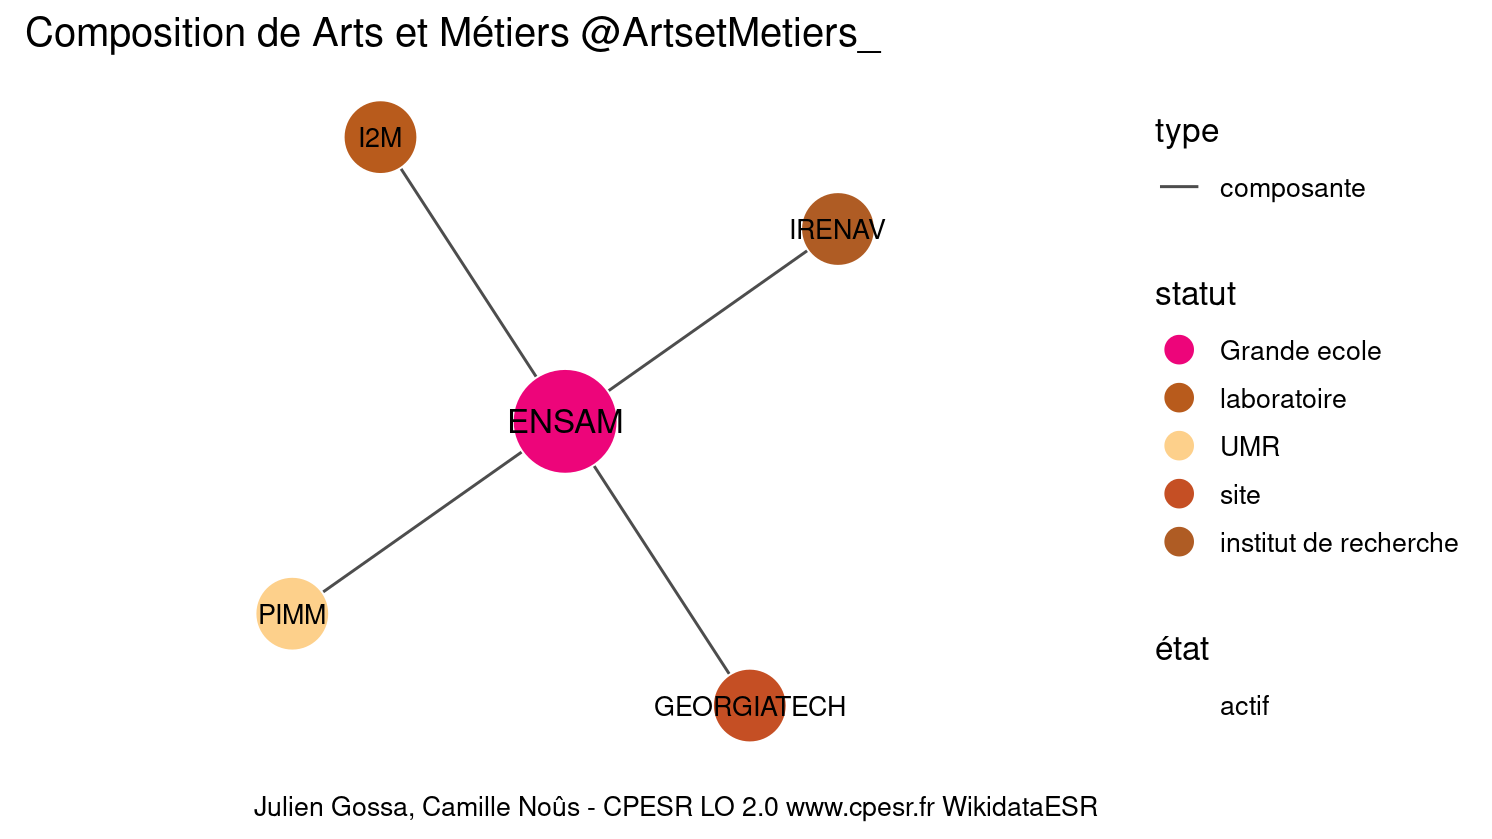 Composition de Arts et Métiers @ArtsetMetiers_
I2M
IRENAV
ENSAM
PIMM
GEORGIATECH
type
composante
statut
Grande ecole
laboratoire
UMR
site
institut de recherche
état
actif
Julien Gossa, Camille Noûs - CPESR LO 2.0 www.cpesr.fr WikidataESR